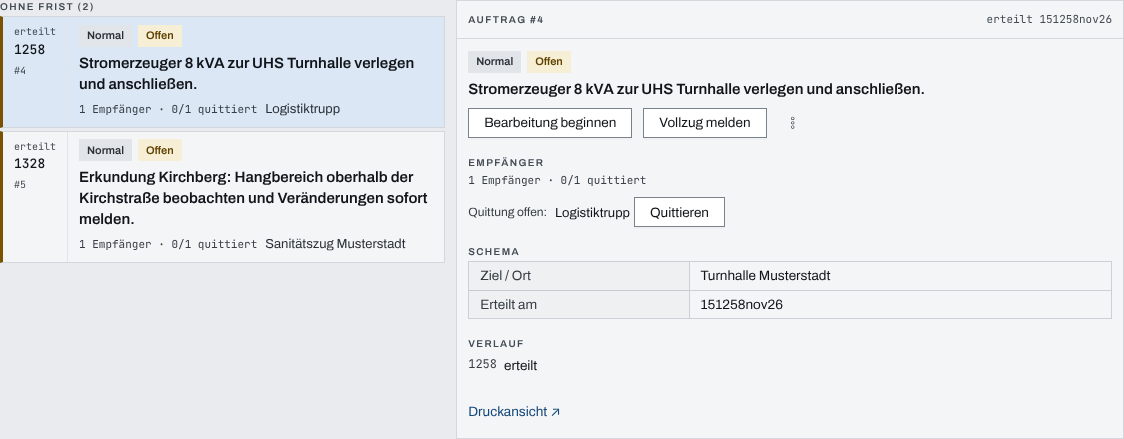 OHNE FRIST (2)
erteilt
1258
#4
Normal Offen
Stromerzeuger 8 kVA zur UHS Turnhalle verlegen
und anschließen.
1 Empfänger · 0/1 quittiert Logistiktrupp
erteilt
1328
#5
Normal Offen
Erkundung Kirchberg: Hangbereich oberhalb der
Kirchstraße beobachten und Veränderungen sofort
melden.
1 Empfänger · 0/1 quittiert Sanitätszug Musterstadt
AUFTRAG #4 erteilt 151258nov26
Normal Offen
Stromerzeuger 8 kVA zur UHS Turnhalle verlegen und anschließen.
Bearbeitung beginnen Vollzug melden
EMPFÄNGER
1 Empfänger · 0/1 quittiert
Quittung offen: Logistiktrupp Quittieren
SCHEMA
Ziel / Ort Turnhalle Musterstadt
Erteilt am 151258nov26
VERLAUF
1258 erteilt
Druckansicht ↗